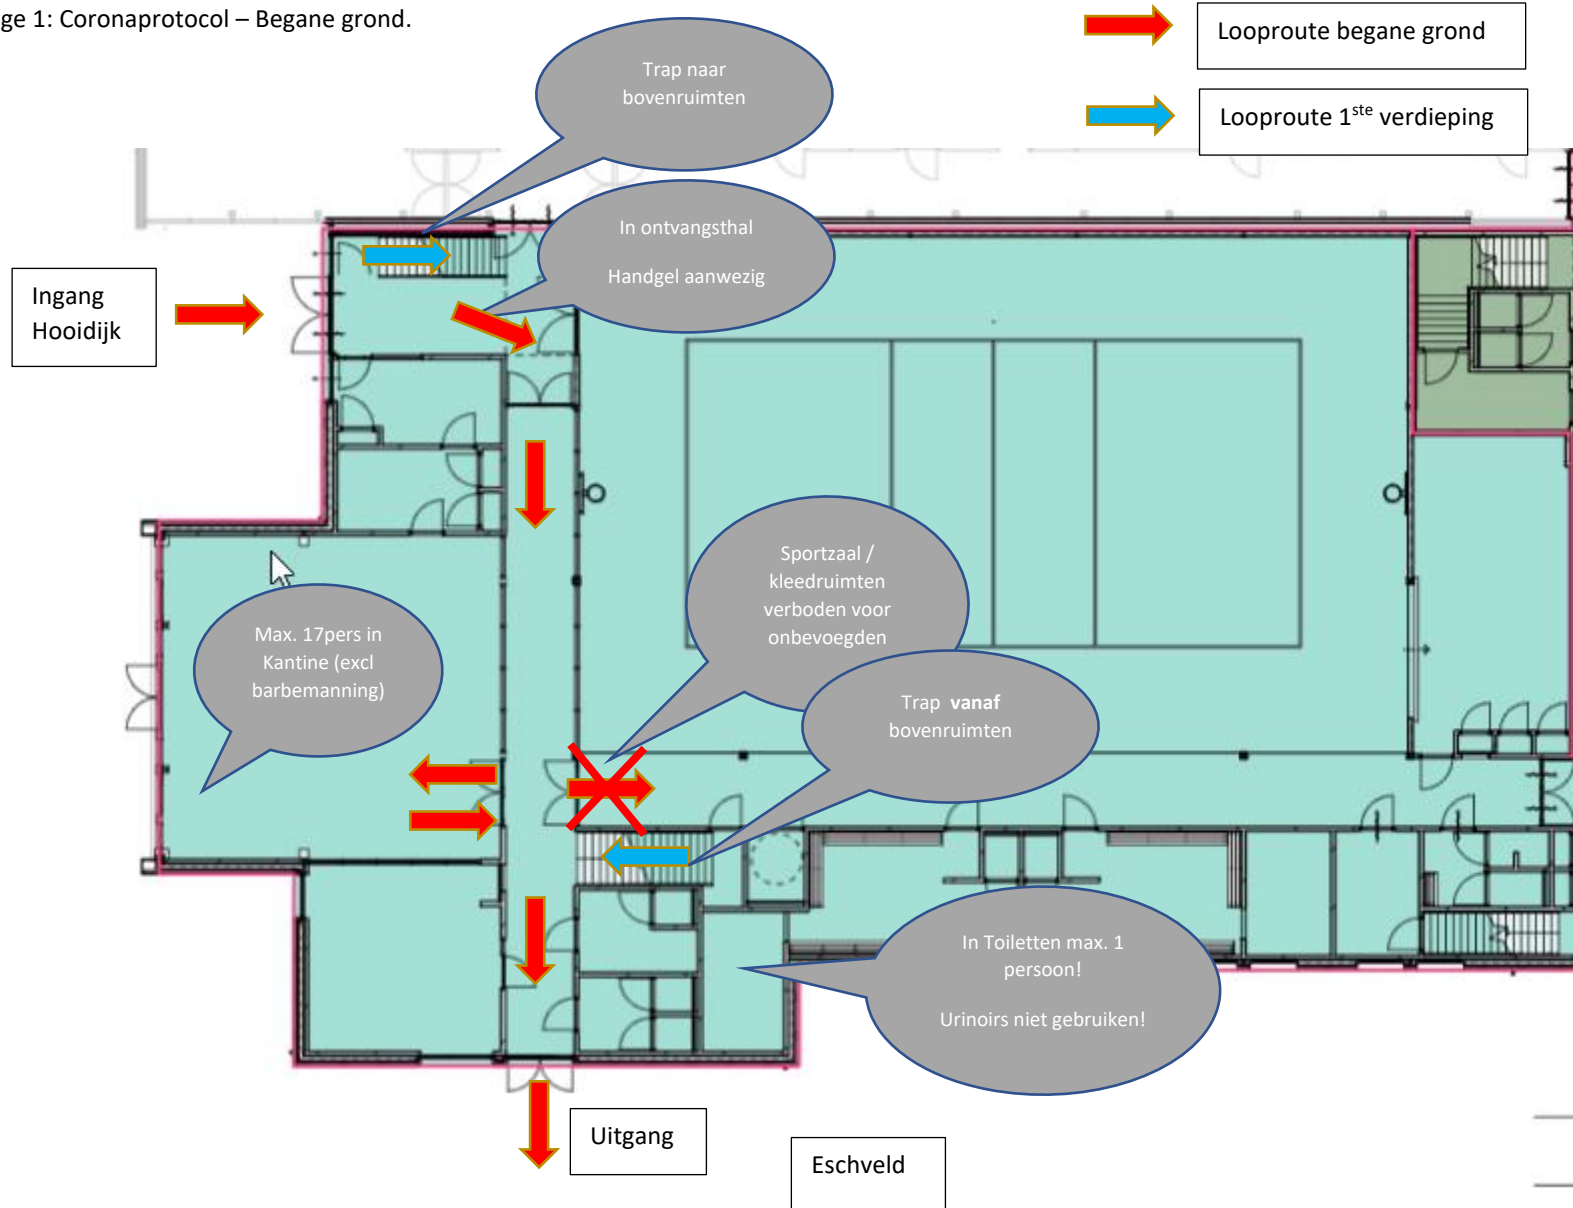 ge 1: Coronaprotocol – Begane grond.
Looproute begane grond
Looproute 1ste verdieping
Trap naar
bovenruimten
In ontvangsthal
Handgel aanwezig
Ingang
Hooidijk
Sportzaal /
kleedruimten
verboden voor
onbevoegden
Max. 17pers in
Kantine (excl
barbemanning)
Trap vanaf
bovenruimten
In Toiletten max. 1
persoon!
Urinoirs niet gebruiken!
Uitgang
Eschveld